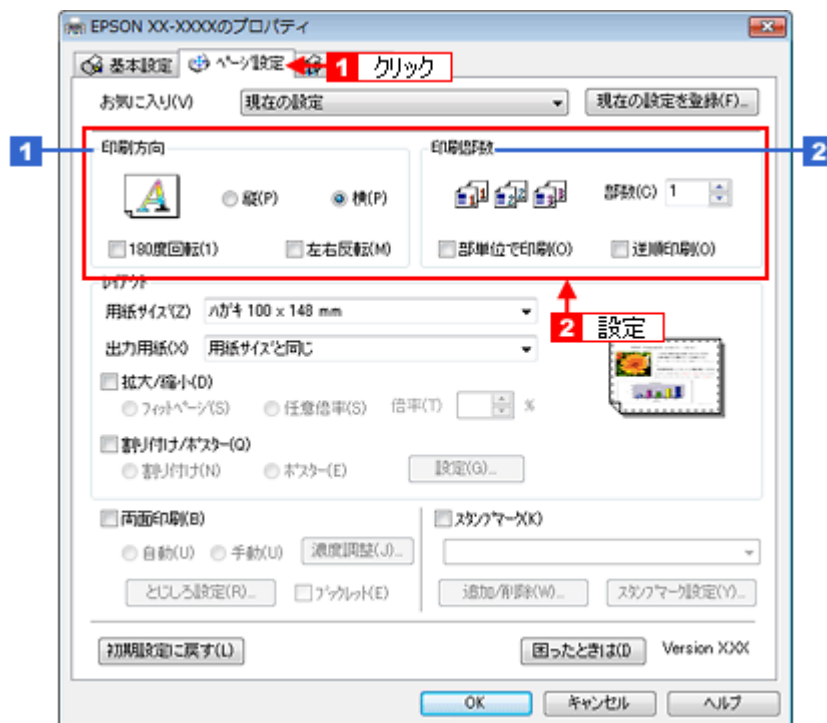 EPSON XX-XXXXのプロパティ
基本設定 ページ設定 1 クリック
お気に入り(V) 現在の設定 現在の設定を登録(F)...
1 印刷方向 印刷部数 2
縦(P) 横(P) 部数(C) 1
180度回転(1) 左右反転(M) 部単位で印刷(O) 逆順印刷(O)
レイアウト
2 設定
用紙サイズ(Z) ハガキ 100 x 148 mm
出力用紙(X) 用紙サイズと同じ
拡大/縮小(D)
フィットページ(S) 任意倍率(S) 倍率(T) %
割り付け/ポスター(Q)
割り付け(N) ポスター(E) 設定(G)...
両面印刷(B) スタンプマーク(K)
自動(U) 手動(U) 濃度調整(J)...
とじしろ設定(R)... ブックレット(E) 追加/削除(W)... スタンプマーク設定(Y)...
初期設定に戻す(L) 困ったときは(I) Version XXX
OK キャンセル ヘルプ